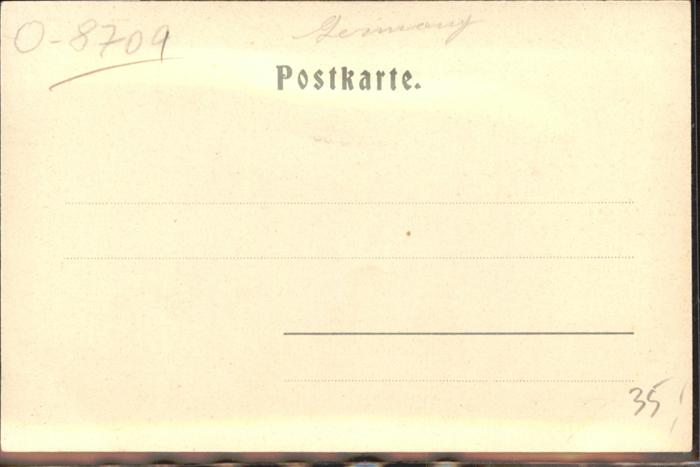 O-8709
Germany
Postkarte.
35